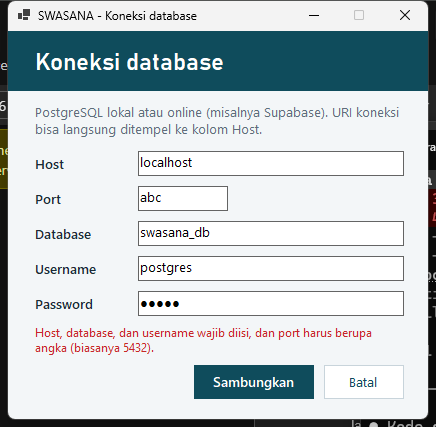 SWASANA - Koneksi database
Koneksi database
PostgreSQL lokal atau online (misalnya Supabase). URI koneksi
bisa langsung ditempel ke kolom Host.
Host localhost
Port abc
Database swasana_db
Username postgres
Password ●●●●●
Host, database, dan username wajib diisi, dan port harus berupa
angka (biasanya 5432).
Sambungkan Batal